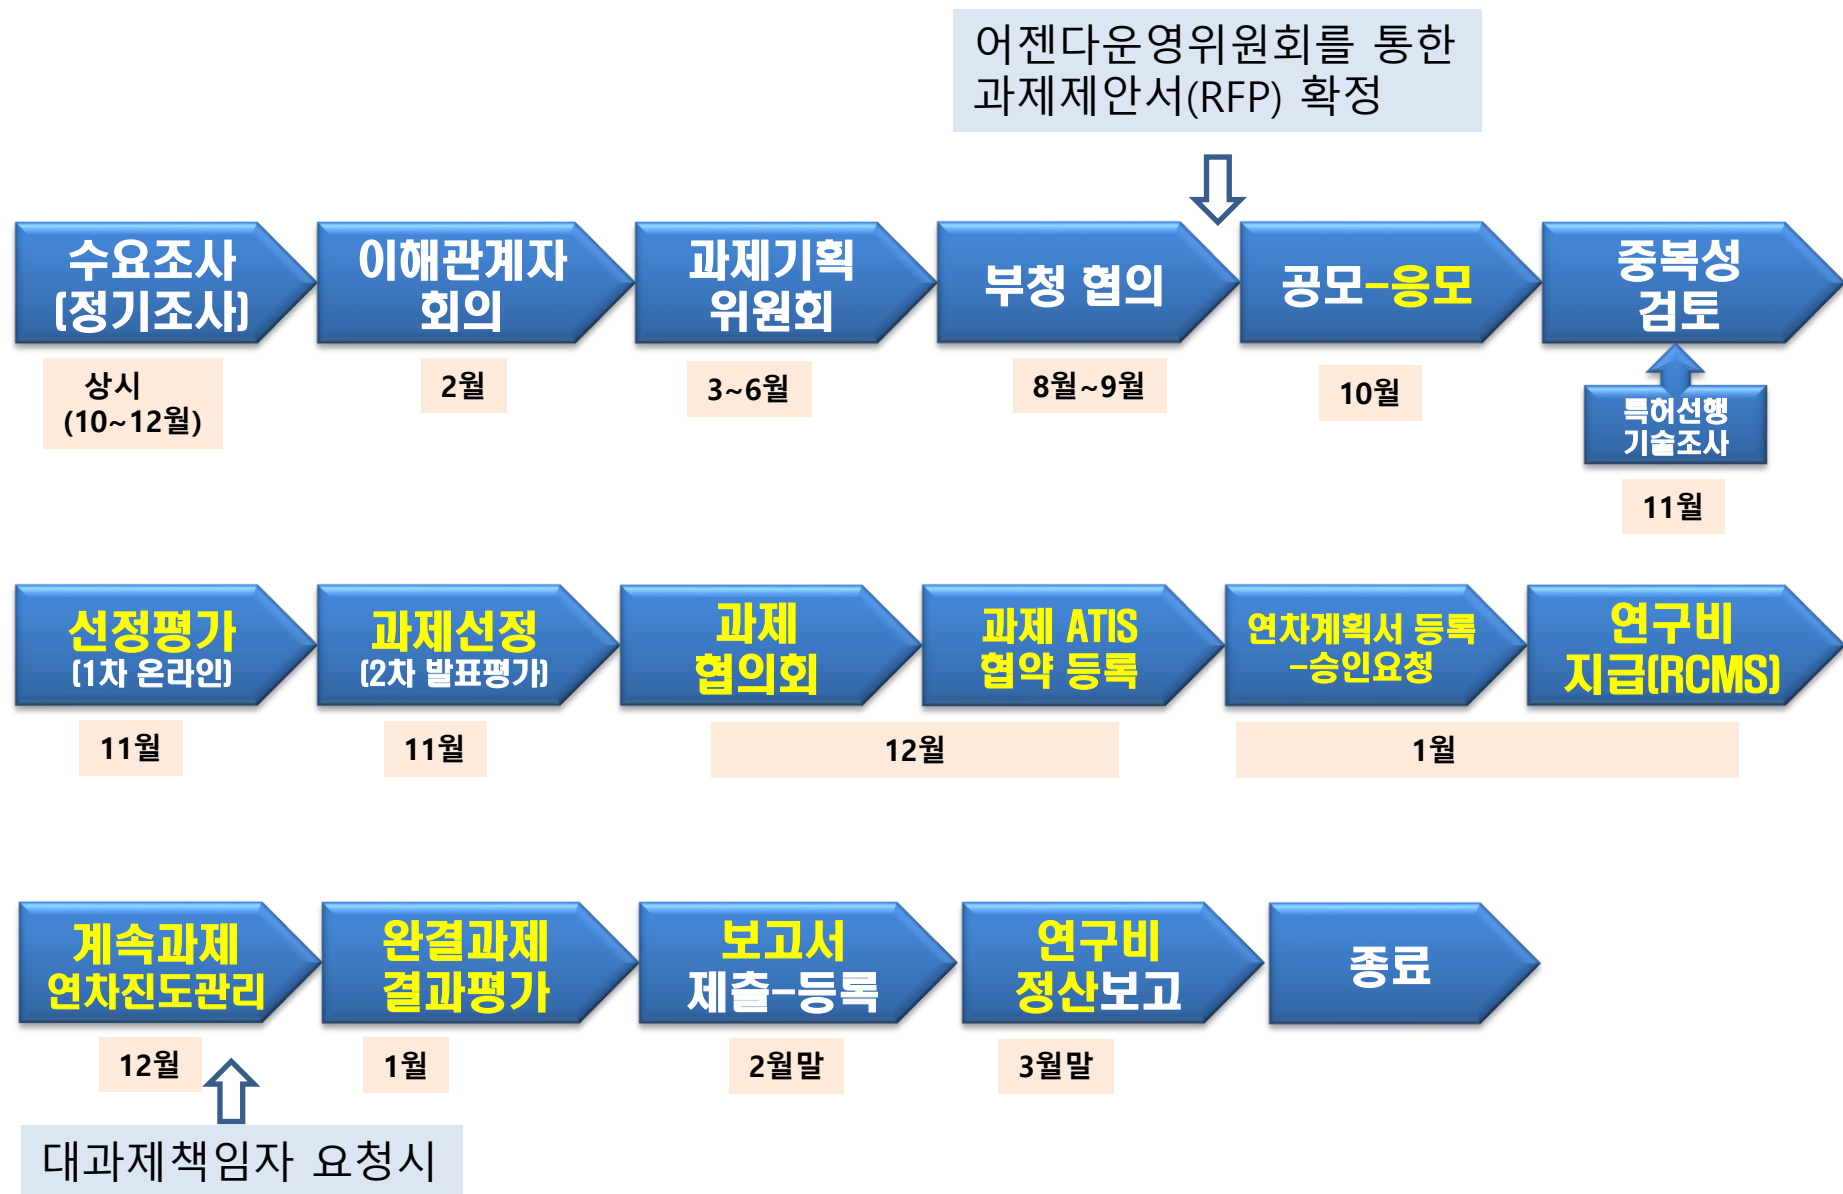 어젠다운영위원회를 통한
과제제안서(RFP) 확정
수요조사
(정기조사)
이해관계자
회의
과제기획
위원회
부청 협의
공모-응모
중복성
검토
상시
(10~12월)
2월
3~6월
8월~9월
10월
특허선행
기술조사
11월
선정평가
(1차 온라인)
과제선정
(2차 발표평가)
과제
협의회
과제 ATIS
협약 등록
연차계획서 등록
-승인요청
연구비
지급(RCMS)
11월
11월
12월
1월
계속과제
연차진도관리
완결과제
결과평가
보고서
제출-등록
연구비
정산보고
종료
12월
1월
2월말
3월말
대과제책임자 요청시